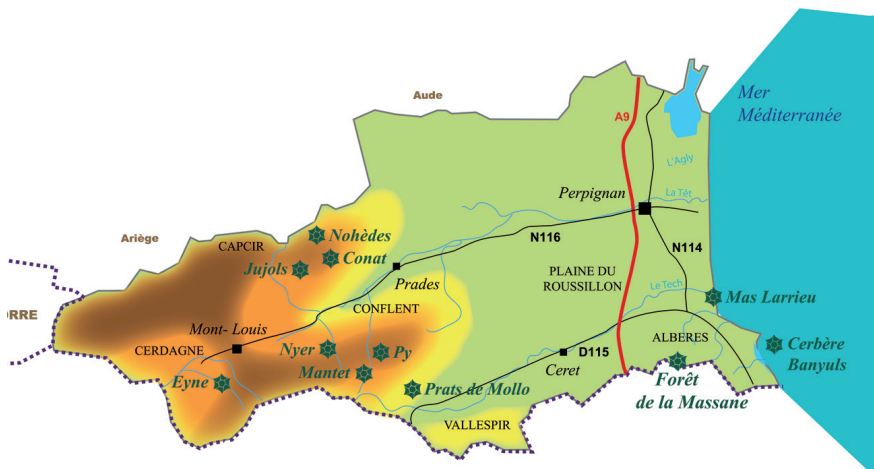 Aude
Mer
Méditerranée
A9
L'Agly
La Têt
Perpignan
Ariège
CAPCIR
Nohèdes
Conat
Jujols
N116
N114
Prades
PLAINE DU
ROUSSILLON
Le Tech
Mas Larrieu
CONFLENT
ORRE
Mont- Louis
CERDAGNE
Nyer
Py
Mantet
Eyne
D115
Ceret
ALBERES
Cerbère
Banyuls
Prats de Mollo
Forêt
de la Massane
VALLESPIR